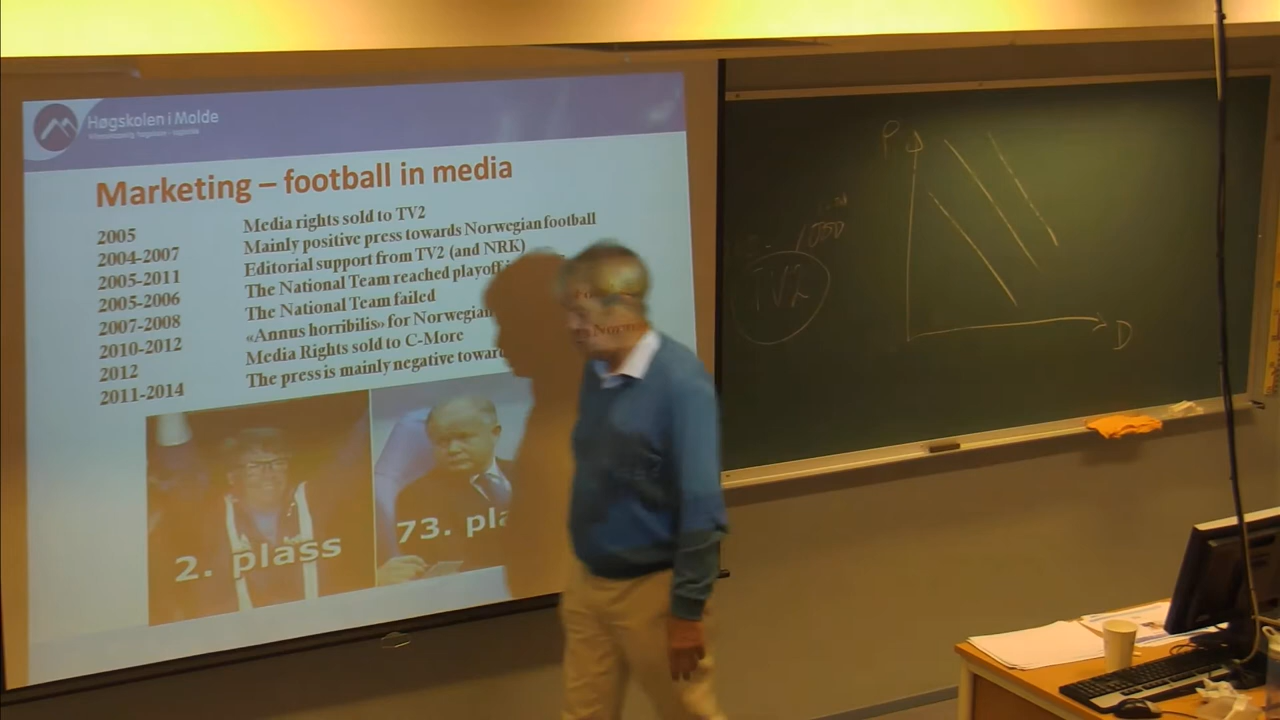 Høgskolen i Molde
Vitenskapelig høgskole - logistikk
Marketing – football in media
2005 Media rights sold to TV2
2004-2007 Mainly positive press towards Norwegian football
2005-2011 Editorial support from TV2 (and NRK)
2005-2006 The National Team reached playoff
2007-2008 The National Team failed
2010-2012 «Annus horribilis» for Norwegian
2012 Media Rights sold to C-More
2011-2014 The press is mainly negative
2. plass
73.
P
D
TV2